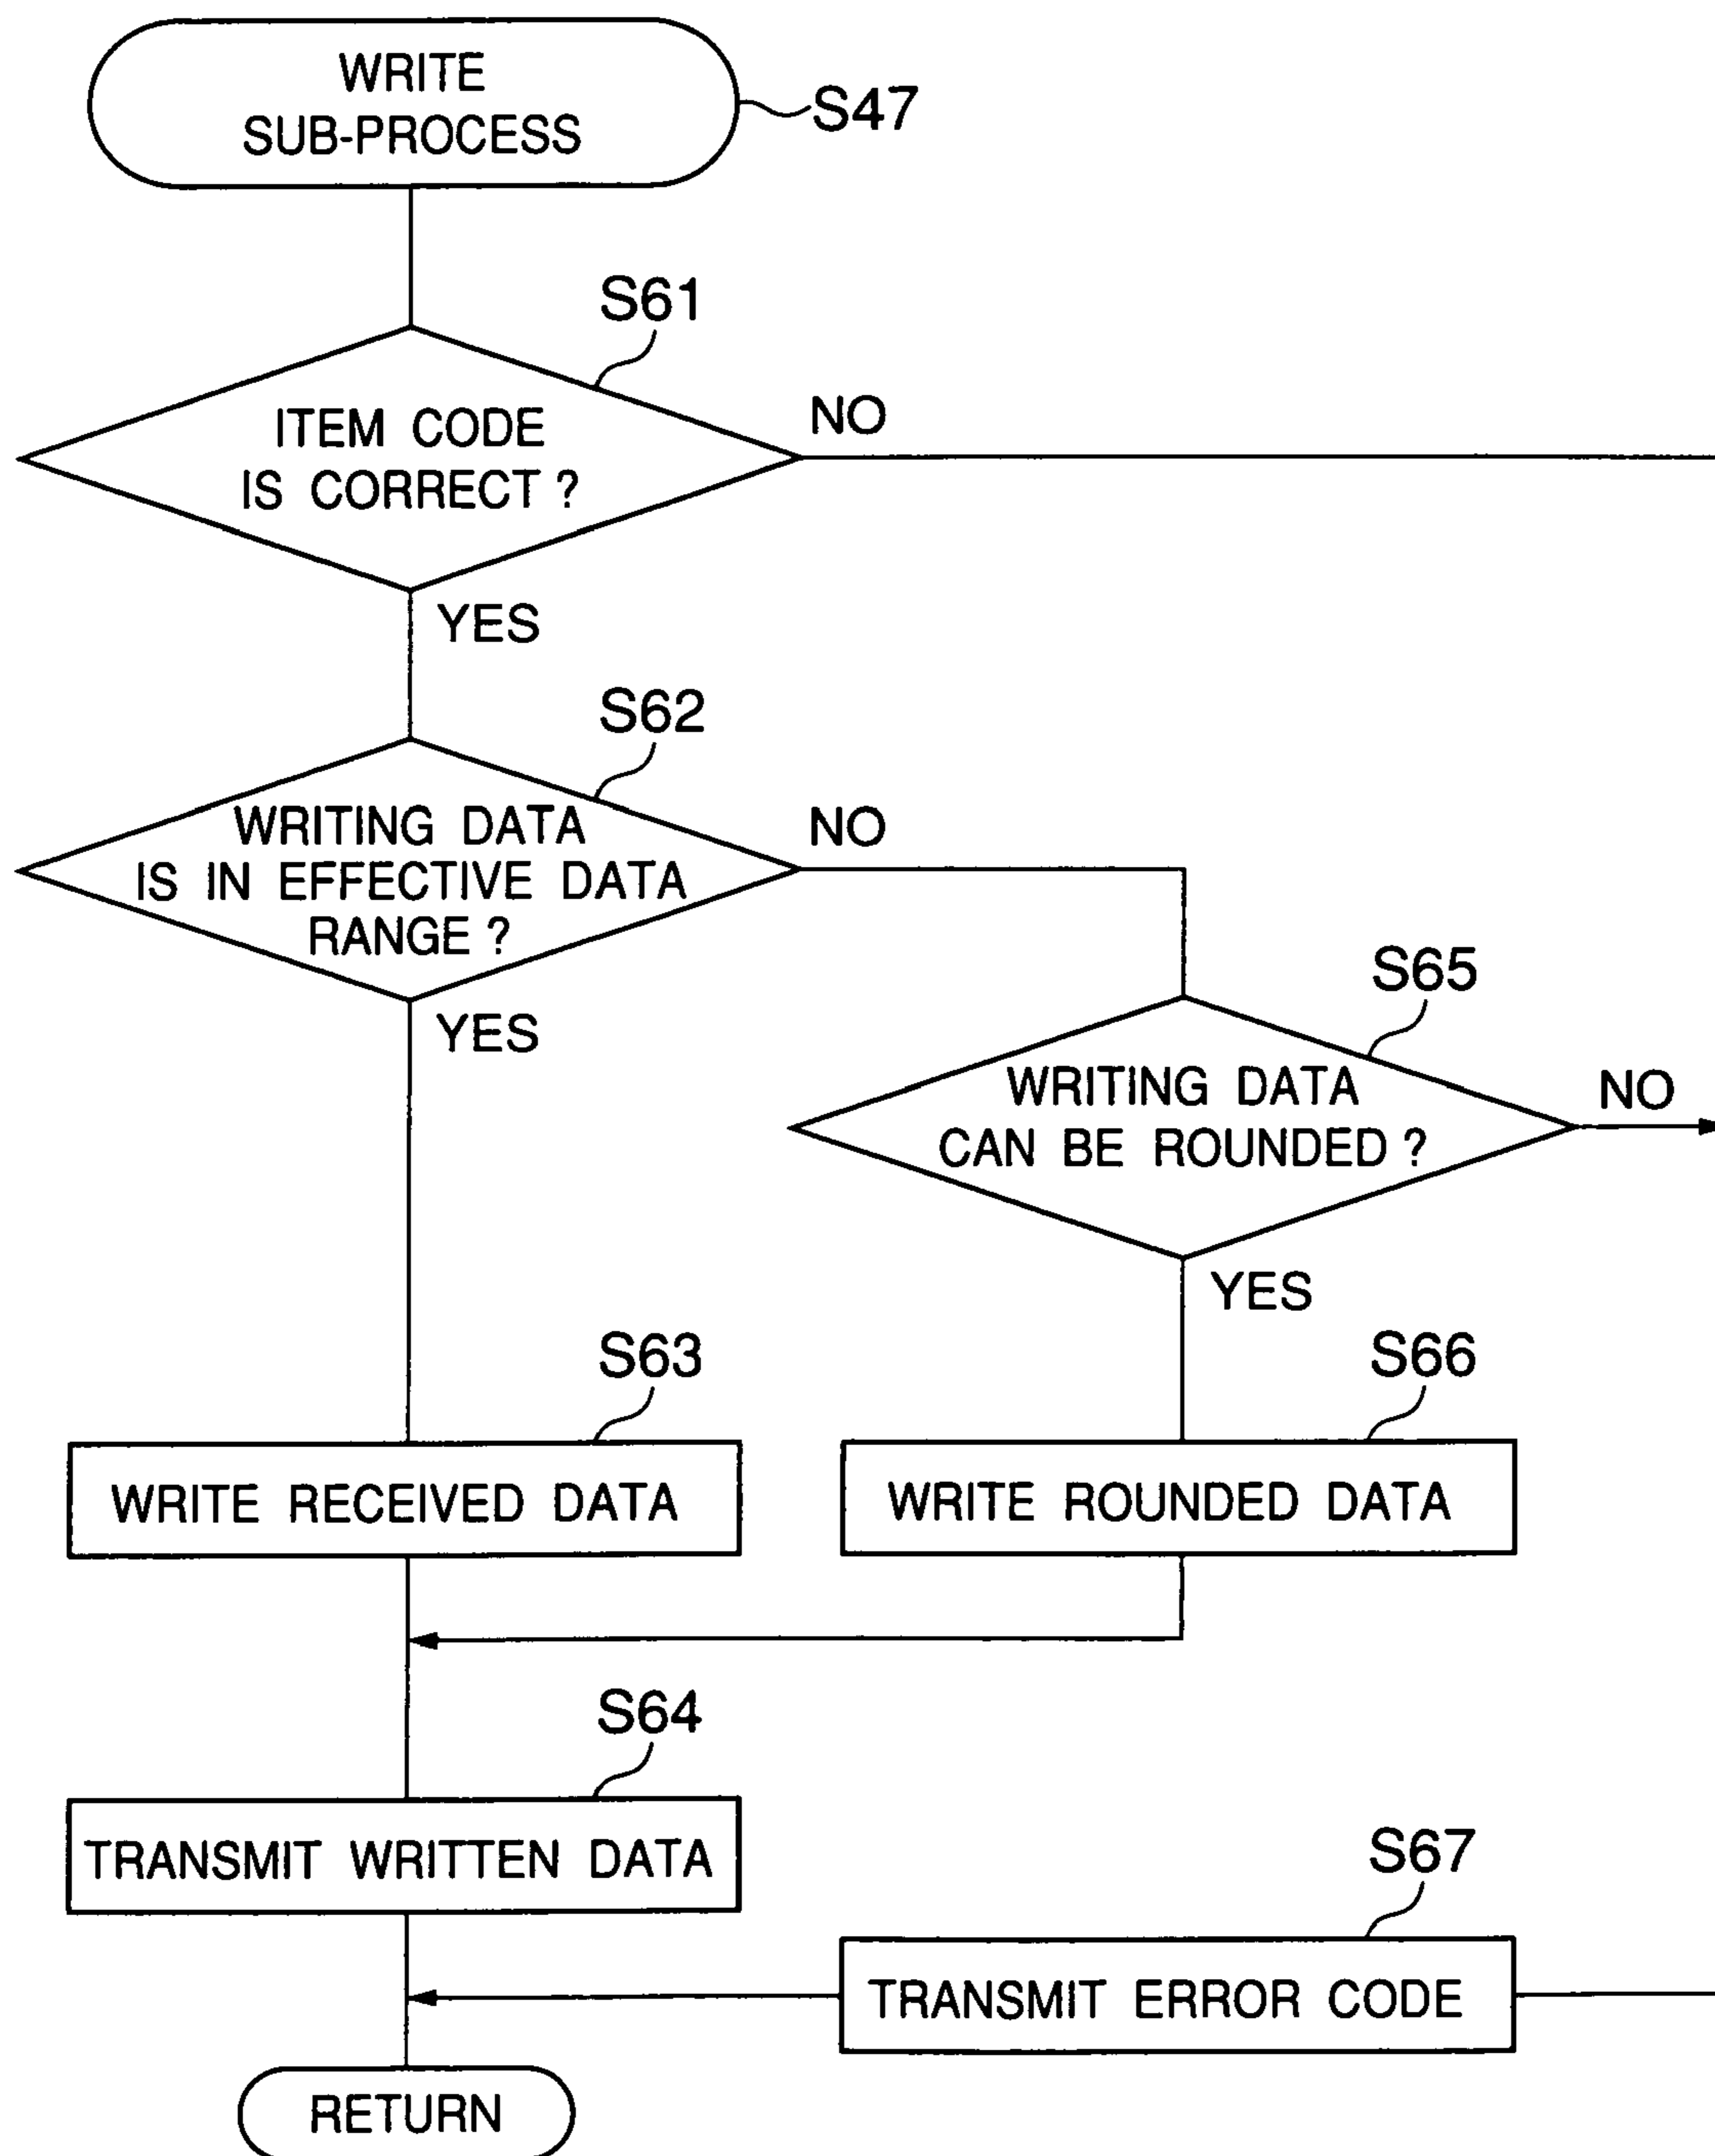 WRITE
SUB-PROCESS
S47
S61
ITEM CODE
IS CORRECT ?
NO
YES
S62
WRITING DATA
IS IN EFFECTIVE DATA
RANGE ?
NO
YES
S65
WRITING DATA
CAN BE ROUNDED ?
NO
YES
S63
WRITE RECEIVED DATA
S66
WRITE ROUNDED DATA
S64
TRANSMIT WRITTEN DATA
S67
TRANSMIT ERROR CODE
RETURN